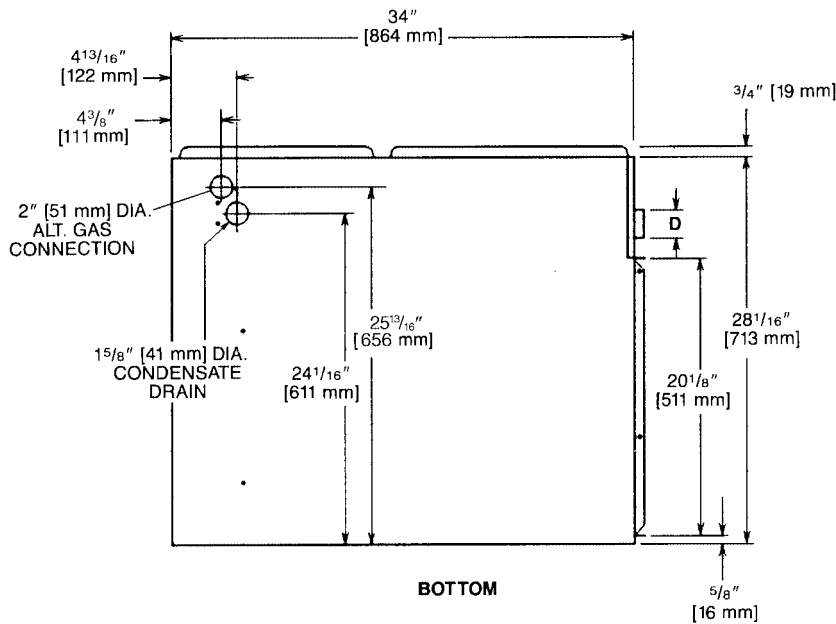 34″
[864 mm]
4 13/16″
[122 mm]
4 3/8″
[111 mm]
3/4″ [19 mm]
2″ [51 mm] DIA.
ALT. GAS
CONNECTION
D
25 13/16″
[656 mm]
28 1/16″
[713 mm]
1 5/8″ [41 mm] DIA.
CONDENSATE
DRAIN
24 1/16″
[611 mm]
20 1/8″
[511 mm]
BOTTOM
5/8″
[16 mm]